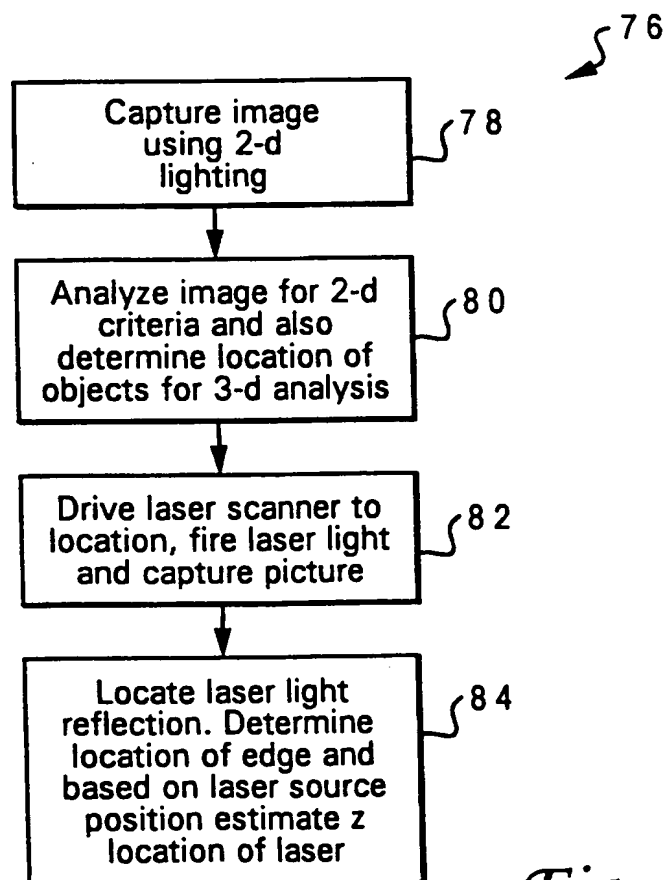 76
Capture image
using 2-d
lighting
78
Analyze image for 2-d
criteria and also
determine location of
objects for 3-d analysis
80
Drive laser scanner to
location, fire laser light
and capture picture
82
Locate laser light
reflection. Determine
location of edge and
based on laser source
position estimate z
location of laser
84